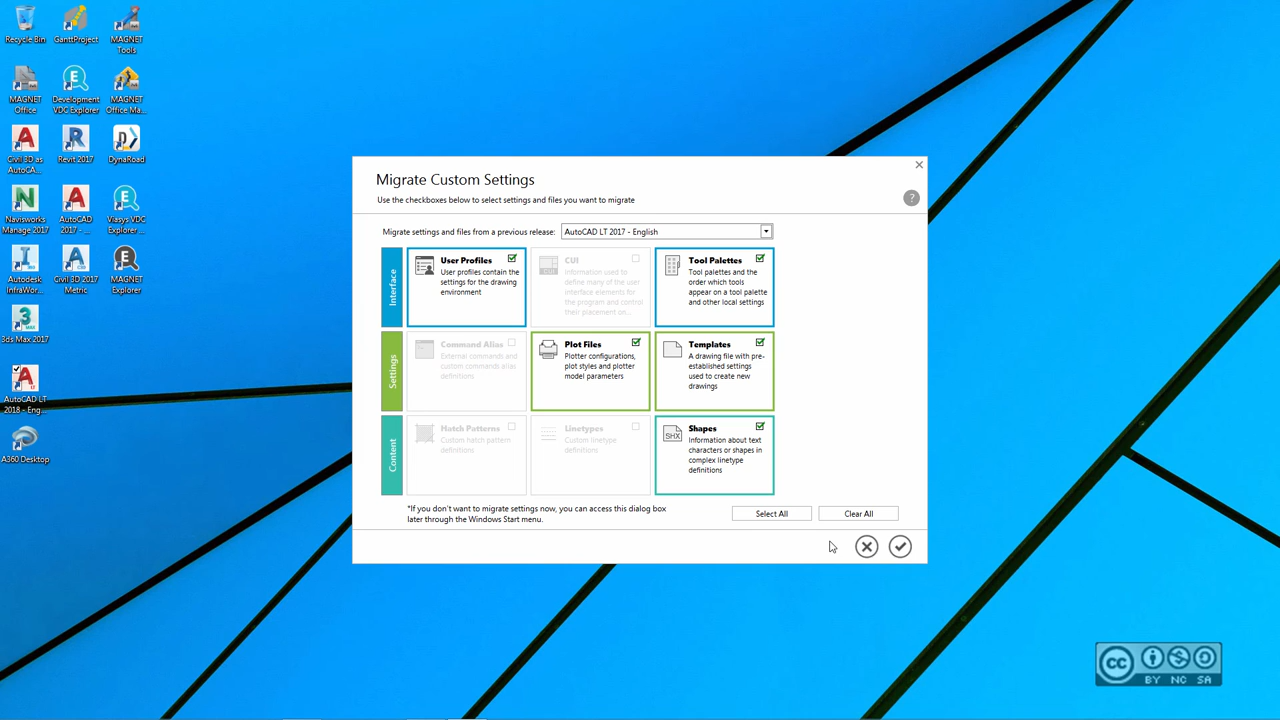 Recycle Bin
GanttProject
MAGNET
Tools
MAGNET
Office
Development
VDC Explorer
MAGNET
Office Ma...
Civil 3D as
AutoCA...
Revit 2017
DynaRoad
Navisworks
Manage 2017
AutoCAD
2017 - ...
Viasys VDC
Explorer...
Autodesk
InfraWor...
Civil 3D 2017
Metric
MAGNET
Explorer
3ds Max 2017
AutoCAD LT
2018 - Eng...
A360 Desktop
Migrate Custom Settings
Use the checkboxes below to select settings and files you want to migrate
?
Migrate settings and files from a previous release:
AutoCAD LT 2017 - English
Interface
User Profiles
User profiles contain the
settings for the drawing
environment
CUI
Information used to
define many of the user
interface elements for
the program and control
their placement on...
Tool Palettes
Tool palettes and the
order which tools
appear on a tool palette
and other local settings
Settings
Command Alias
External commands and
custom commands alias
definitions
Plot Files
Plotter configurations,
plot styles and plotter
model parameters
Templates
A drawing file with pre-
established settings
used to create new
drawings
Content
Hatch Patterns
Custom hatch pattern
definitions
Linetypes
Custom linetype
definitions
SHX
Shapes
Information about text
characters or shapes in
complex linetype
definitions
*If you don't want to migrate settings now, you can access this dialog box
later through the Windows Start menu.
Select All
Clear All
cc
BY NC SA